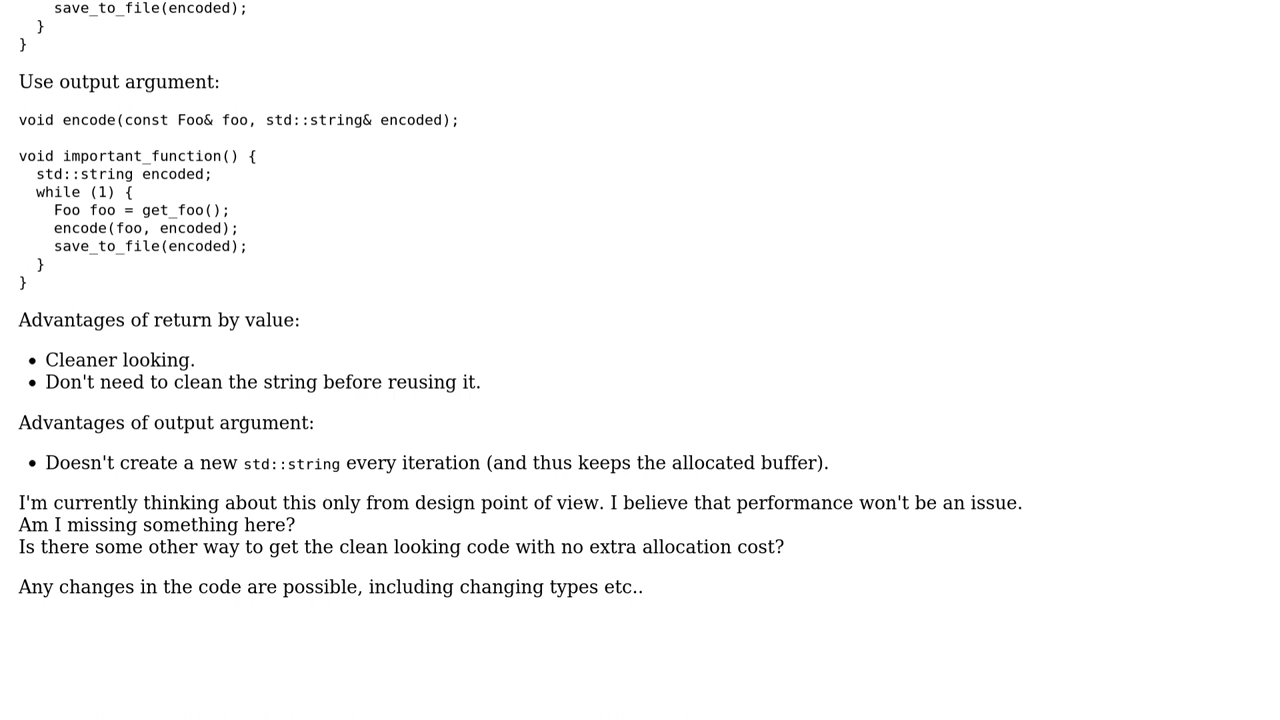 save_to_file(encoded);
  }
}
Use output argument:
void encode(const Foo& foo, std::string& encoded);
void important_function() {
  std::string encoded;
  while (1) {
    Foo foo = get_foo();
    encode(foo, encoded);
    save_to_file(encoded);
  }
}
Advantages of return by value:
• Cleaner looking.
• Don't need to clean the string before reusing it.
Advantages of output argument:
• Doesn't create a new std::string every iteration (and thus keeps the allocated buffer).
I'm currently thinking about this only from design point of view. I believe that performance won't be an issue.
Am I missing something here?
Is there some other way to get the clean looking code with no extra allocation cost?
Any changes in the code are possible, including changing types etc..